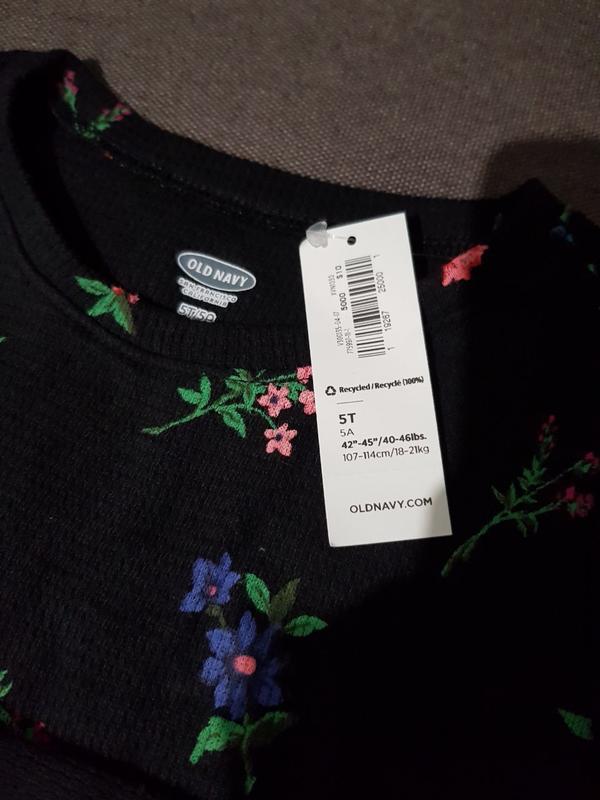 OLD NAVY
SAN FRANCISCO
CALIFORNIA
5T/5A
Recycled / Recyclé (100%)
5T
5A
42"-45"/40-46lbs.
107-114cm/18-21kg
OLDNAVY.COM